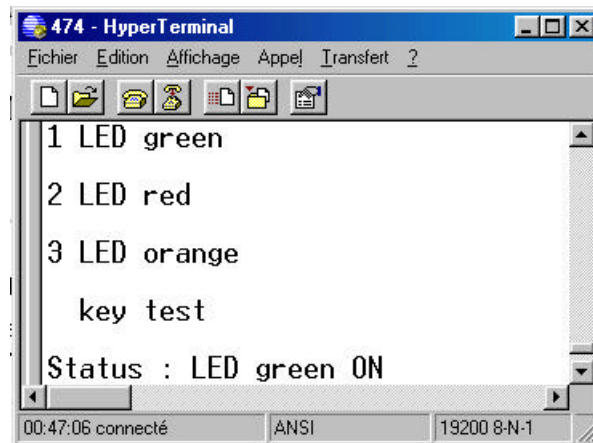 474 - HyperTerminal
Fichier Edition Affichage Appel Transfert ?
1 LED green
2 LED red
3 LED orange
key test
Status : LED green ON
00:47:06 connecté ANSI 19200 8-N-1